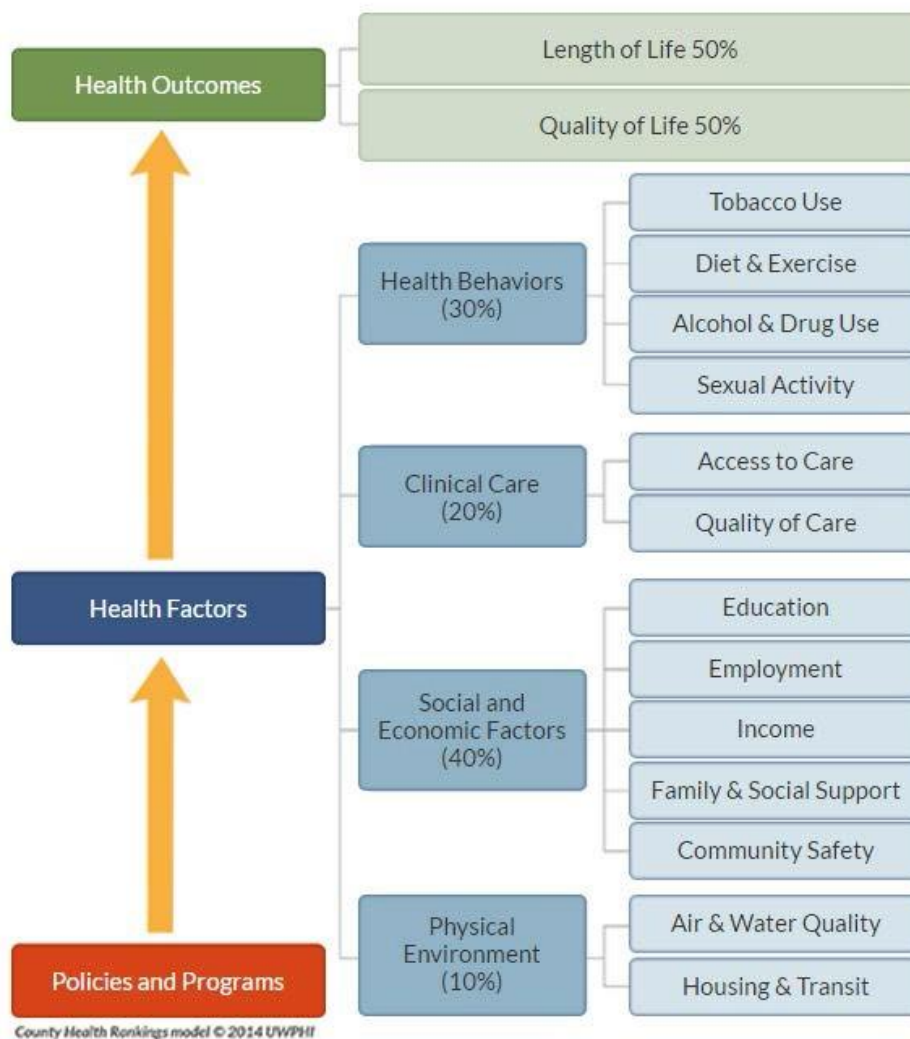 Health Outcomes
Length of Life 50%
Quality of Life 50%
Health Factors
Health Behaviors
(30%)
Tobacco Use
Diet & Exercise
Alcohol & Drug Use
Sexual Activity
Clinical Care
(20%)
Access to Care
Quality of Care
Social and
Economic Factors
(40%)
Education
Employment
Income
Family & Social Support
Community Safety
Physical
Environment
(10%)
Air & Water Quality
Housing & Transit
Policies and Programs
County Health Rankings model © 2014 UWPHI